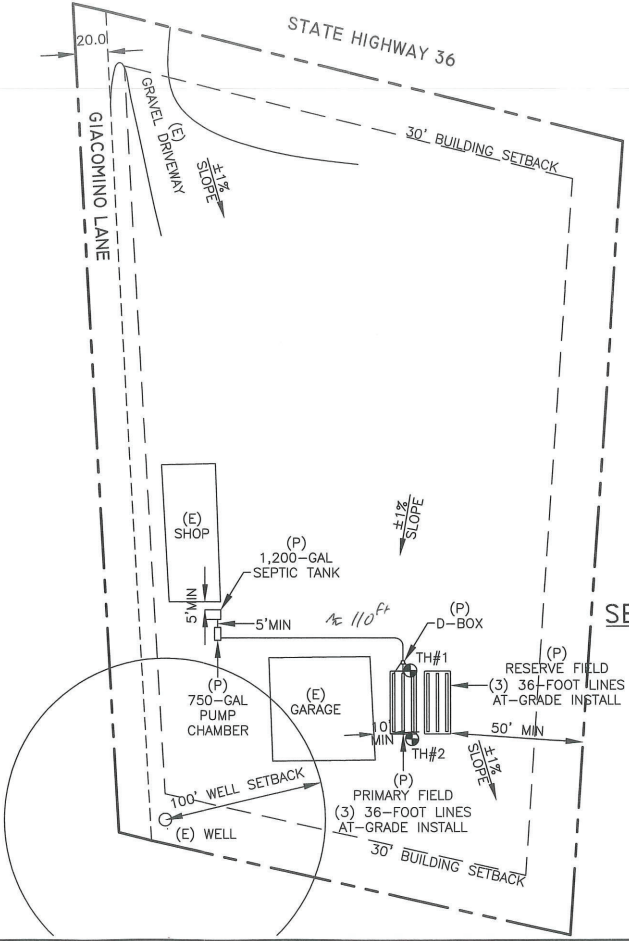 STATE HIGHWAY 36
20.0
GIACOMINO LANE
(E)
GRAVEL DRIVEWAY
±1%
SLOPE
30' BUILDING SETBACK
(E)
SHOP
±1%
SLOPE
(P)
1,200-GAL
SEPTIC TANK
5'MIN
5'MIN
110 ft
(P)
D-BOX
SE
TH#1
(P)
RESERVE FIELD
(3) 36-FOOT LINES
AT-GRADE INSTALL
(P)
750-GAL
PUMP
CHAMBER
(E)
GARAGE
10'
MIN
TH#2
50' MIN
±1%
SLOPE
(P)
PRIMARY FIELD
(3) 36-FOOT LINES
AT-GRADE INSTALL
100' WELL SETBACK
(E) WELL
30' BUILDING SETBACK